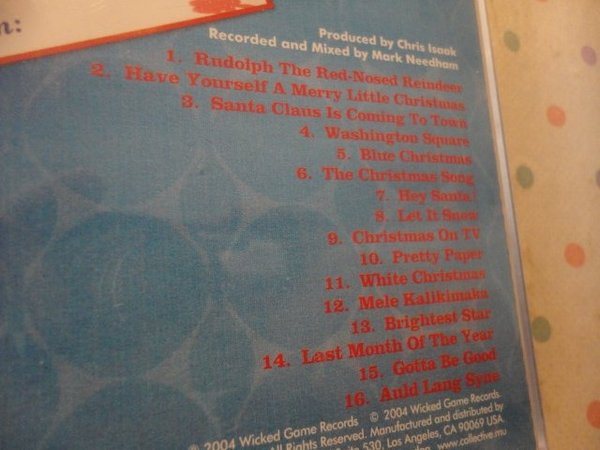 n:
Produced by Chris Isaak
Recorded and Mixed by Mark Needham
1. Rudolph The Red-Nosed Reindeer
2. Have Yourself A Merry Little Christmas
3. Santa Claus Is Coming To Town
4. Washington Square
5. Blue Christmas
6. The Christmas Song
7. Hey Santa!
8. Let It Snow
9. Christmas On TV
10. Pretty Paper
11. White Christmas
12. Mele Kalikimaka
13. Brightest Star
14. Last Month Of The Year
15. Gotta Be Good
16. Auld Lang Syne
2004 Wicked Game Records © 2004 Wicked Game Records.
All Rights Reserved. Manufactured and distributed by
530, Los Angeles, CA 90069 USA.
www.collective.mu